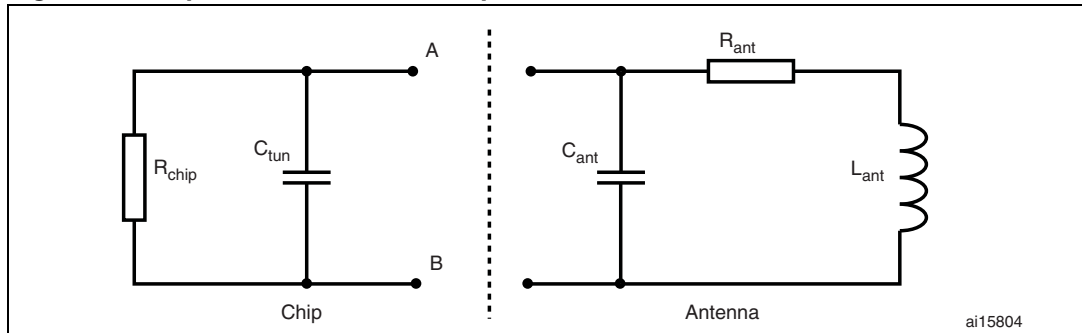 A
R_ant
R_chip
C_tun
C_ant
L_ant
B
Chip
Antenna
ai15804